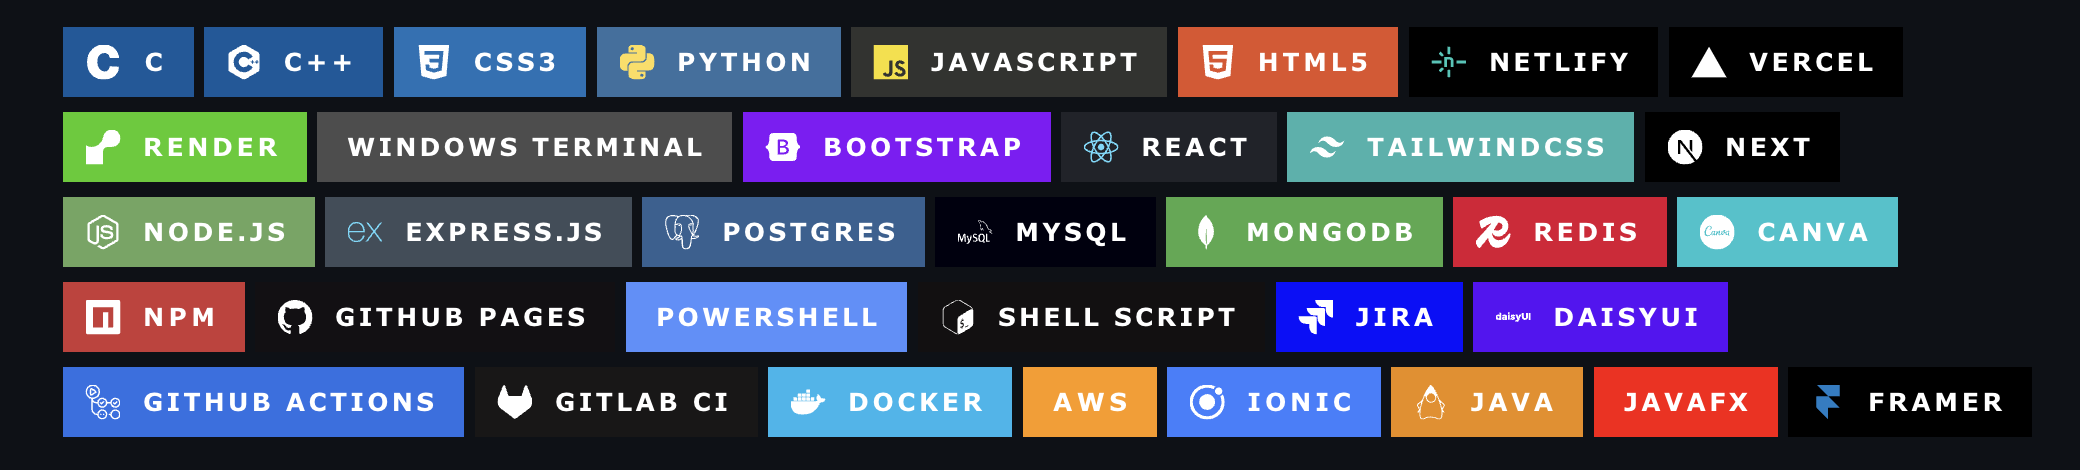 C C++ CSS3 PYTHON JS JAVASCRIPT HTML5 NETLIFY VERCEL
RENDER WINDOWS TERMINAL B BOOTSTRAP REACT TAILWINDCSS N NEXT
JS NODE.JS ex EXPRESS.JS POSTGRES MySQL MYSQL MONGODB REDIS Canva CANVA
n NPM GITHUB PAGES POWERSHELL $_ SHELL SCRIPT JIRA daisyUI DAISYUI
GITHUB ACTIONS GITLAB CI DOCKER AWS IONIC JAVA JAVAFX FRAMER